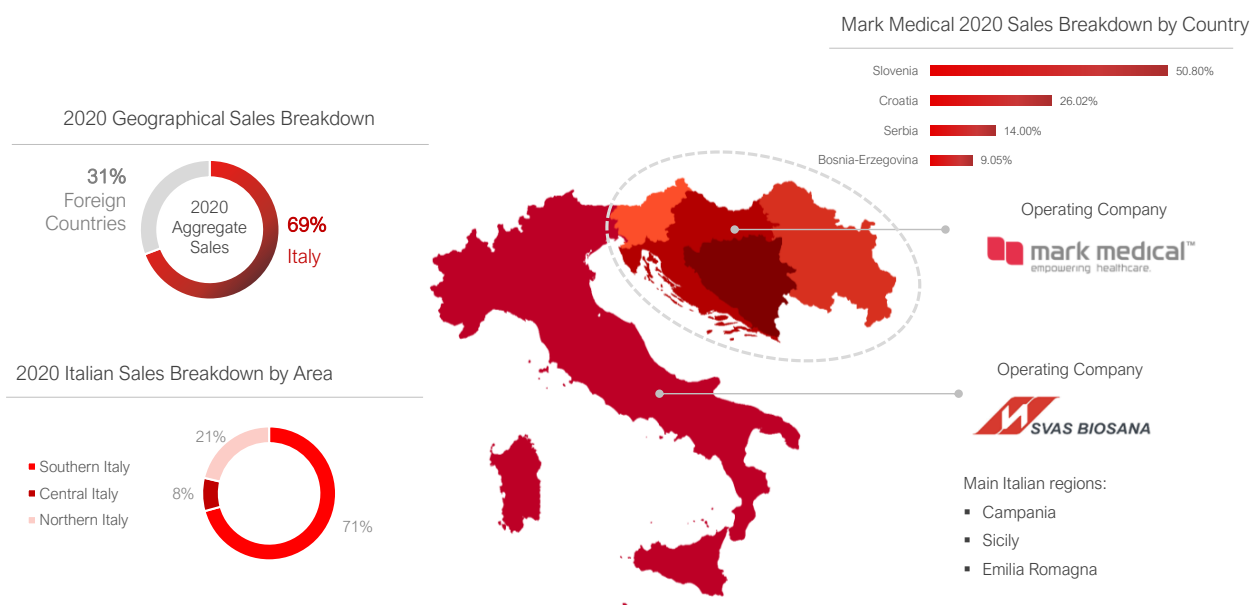 Mark Medical 2020 Sales Breakdown by Country
Slovenia
50.80%
Croatia
26.02%
Serbia
14.00%
Bosnia-Erzegovina
9.05%
2020 Geographical Sales Breakdown
31%
Foreign
Countries
2020
Aggregate
Sales
69%
Italy
Operating Company
mark medical™
empowering healthcare.
2020 Italian Sales Breakdown by Area
Southern Italy
Central Italy
Northern Italy
21%
8%
71%
Operating Company
SVAS BIOSANA
Main Italian regions:
▪ Campania
▪ Sicily
▪ Emilia Romagna